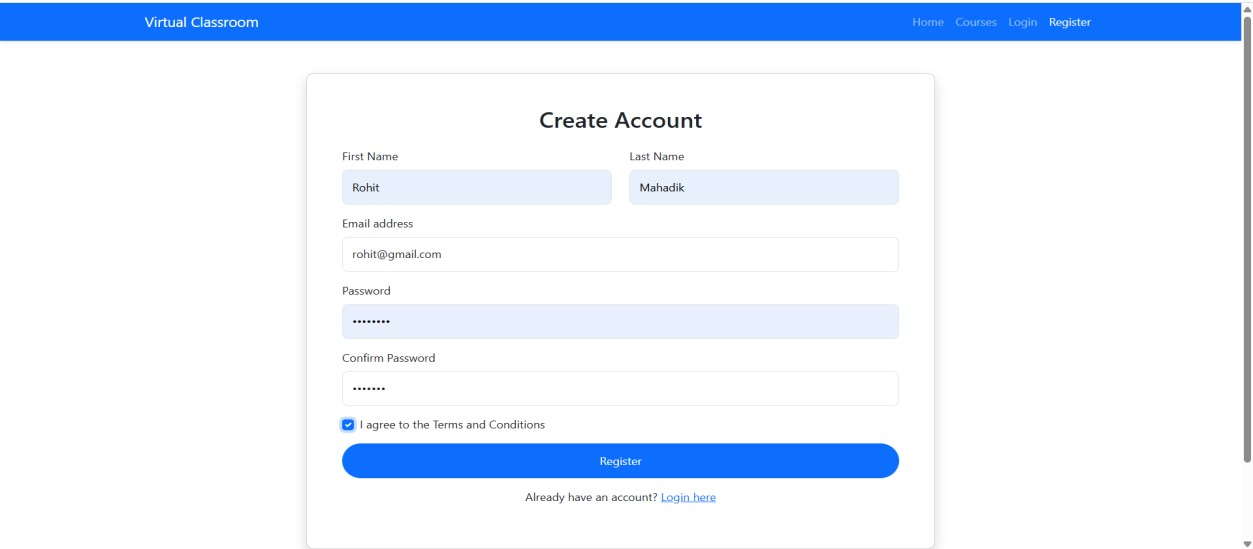 Virtual Classroom Home Courses Login Register
Create Account
First Name Last Name
Rohit Mahadik
Email address
rohit@gmail.com
Password
••••••••
Confirm Password
•••••••
I agree to the Terms and Conditions
Register
Already have an account? Login here